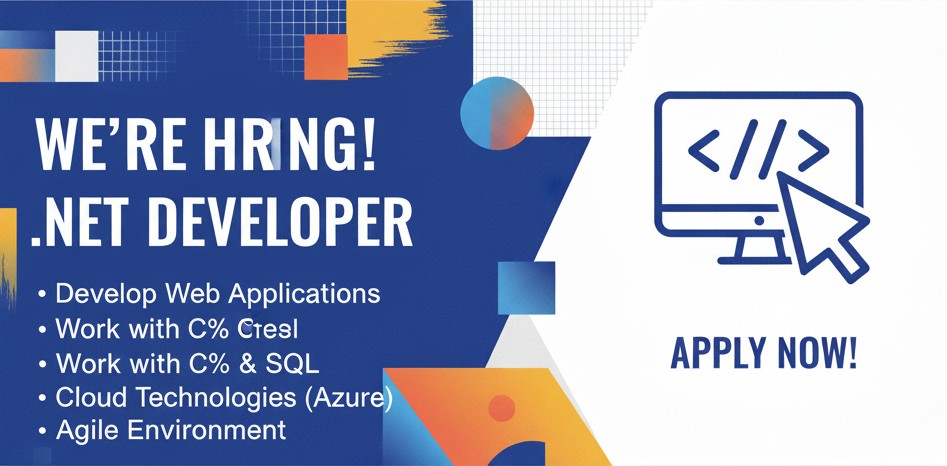 WE'RE HRING!
.NET DEVELOPER
• Develop Web Applications
• Work with C% Cresl
• Work with C% & SQL
• Cloud Technologies (Azure)
• Agile Environment
</>
APPLY NOW!